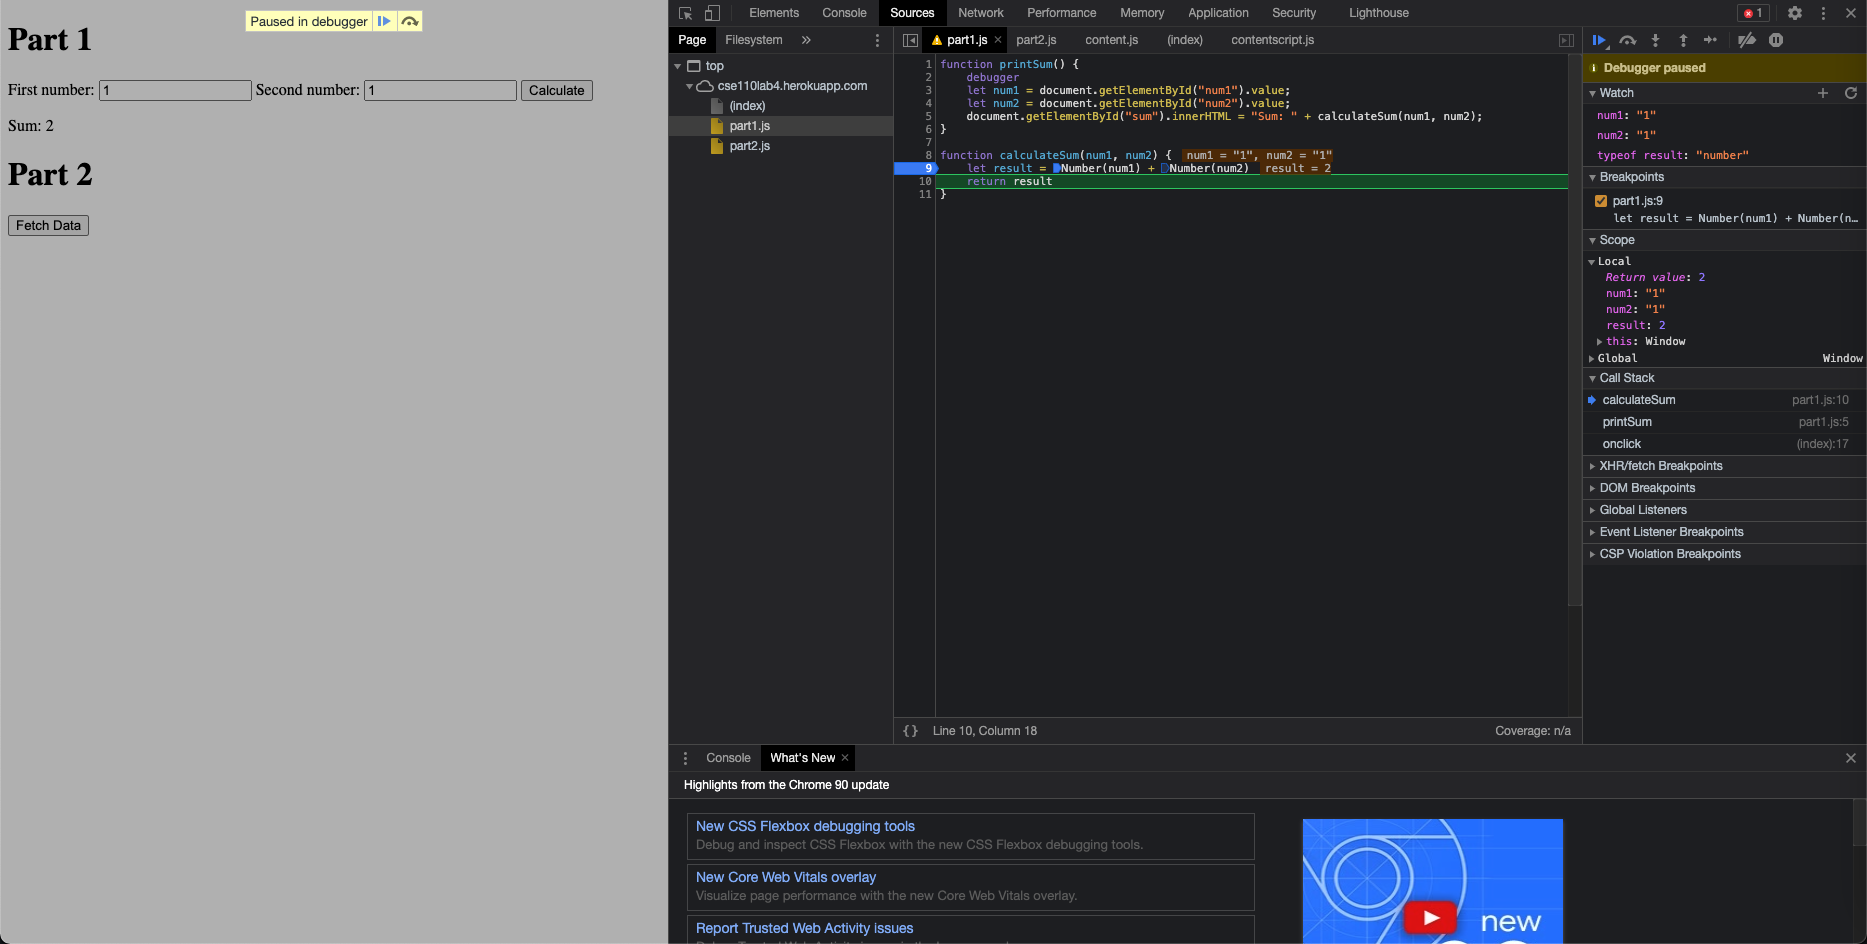 Paused in debugger
Part 1
First number: 1 Second number: 1 Calculate
Sum: 2
Part 2
Fetch Data
Elements Console Sources Network Performance Memory Application Security Lighthouse 1
Page Filesystem »
top
cse110lab4.herokuapp.com
(index)
part1.js
part2.js
part1.js × part2.js content.js (index) contentscript.js
1 function printSum() {
2 debugger
3 let num1 = document.getElementById("num1").value;
4 let num2 = document.getElementById("num2").value;
5 document.getElementById("sum").innerHTML = "Sum: " + calculateSum(num1, num2);
6 }
7
8 function calculateSum(num1, num2) { num1 = "1", num2 = "1"
9 let result = Number(num1) + Number(num2) result = 2
10 return result
11 }
{} Line 10, Column 18 Coverage: n/a
Debugger paused
Watch
num1: "1"
num2: "1"
typeof result: "number"
Breakpoints
part1.js:9
let result = Number(num1) + Number(n…
Scope
Local
Return value: 2
num1: "1"
num2: "1"
result: 2
this: Window
Global Window
Call Stack
calculateSum part1.js:10
printSum part1.js:5
onclick (index):17
XHR/fetch Breakpoints
DOM Breakpoints
Global Listeners
Event Listener Breakpoints
CSP Violation Breakpoints
Console What's New ×
Highlights from the Chrome 90 update
New CSS Flexbox debugging tools
Debug and inspect CSS Flexbox with the new CSS Flexbox debugging tools.
New Core Web Vitals overlay
Visualize page performance with the new Core Web Vitals overlay.
Report Trusted Web Activity issues
new